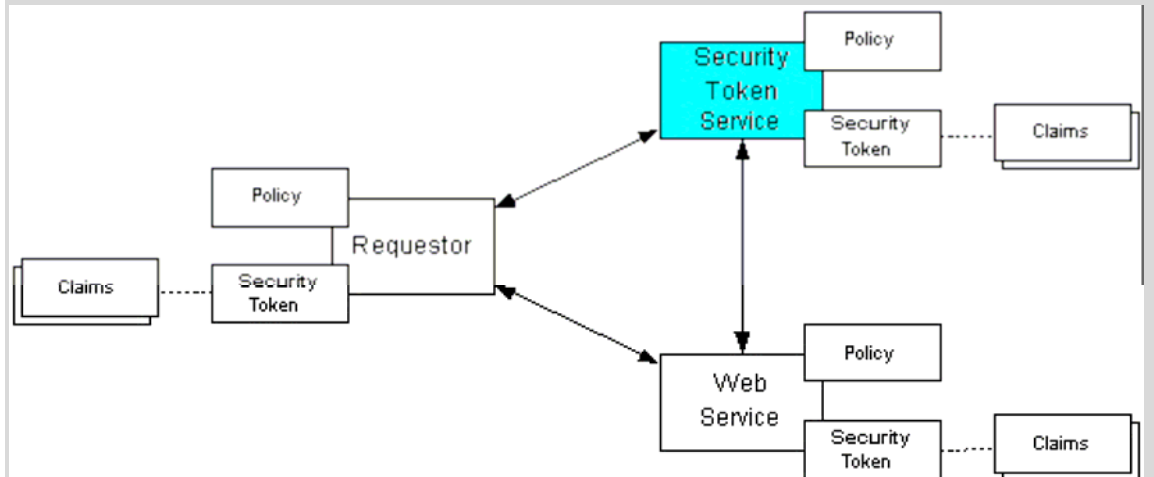 Policy
Security
Token
Service
Security
Token
Claims
Policy
Requestor
Claims
Security
Token
Policy
Web
Service
Security
Token
Claims